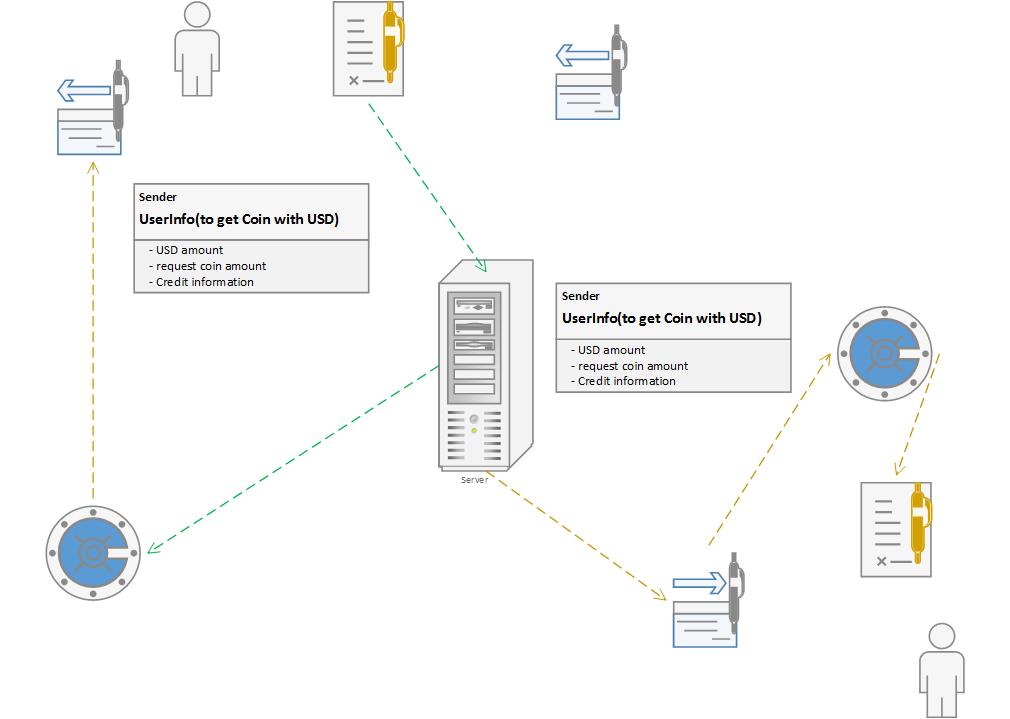 Sender
UserInfo(to get Coin with USD)
- USD amount
- request coin amount
- Credit information
Sender
UserInfo(to get Coin with USD)
- USD amount
- request coin amount
- Credit information
Server